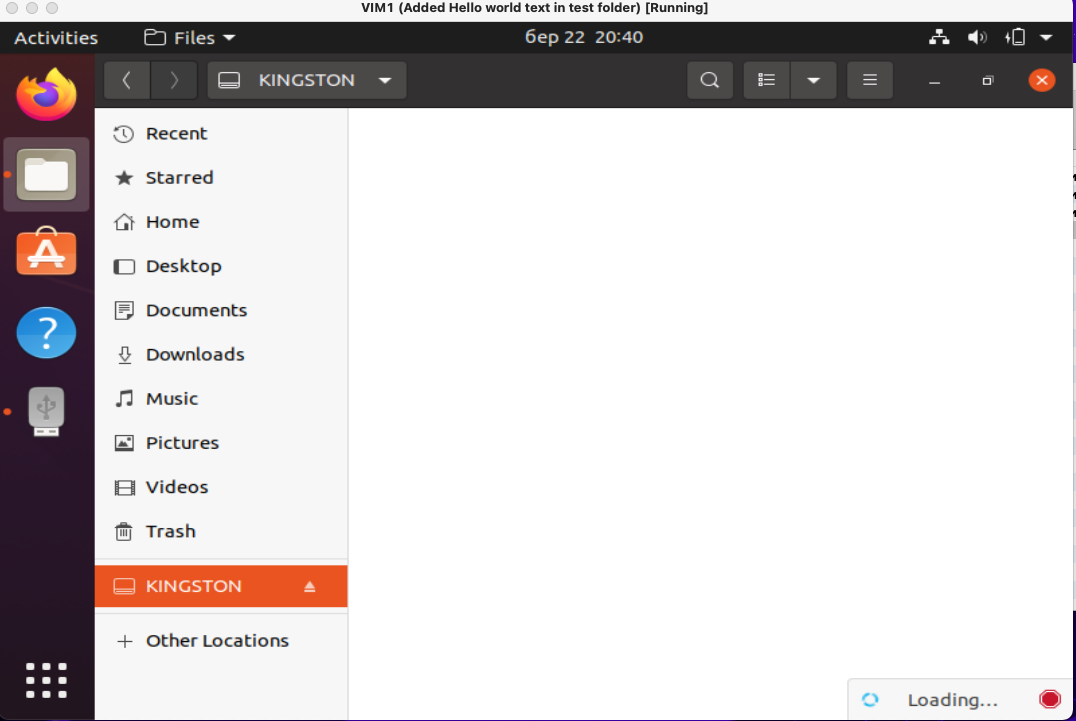 VIM1 (Added Hello world text in test folder) [Running]
Activities Files бер 22 20:40
KINGSTON
Recent
Starred
Home
Desktop
Documents
Downloads
Music
Pictures
Videos
Trash
KINGSTON
Other Locations
Loading...